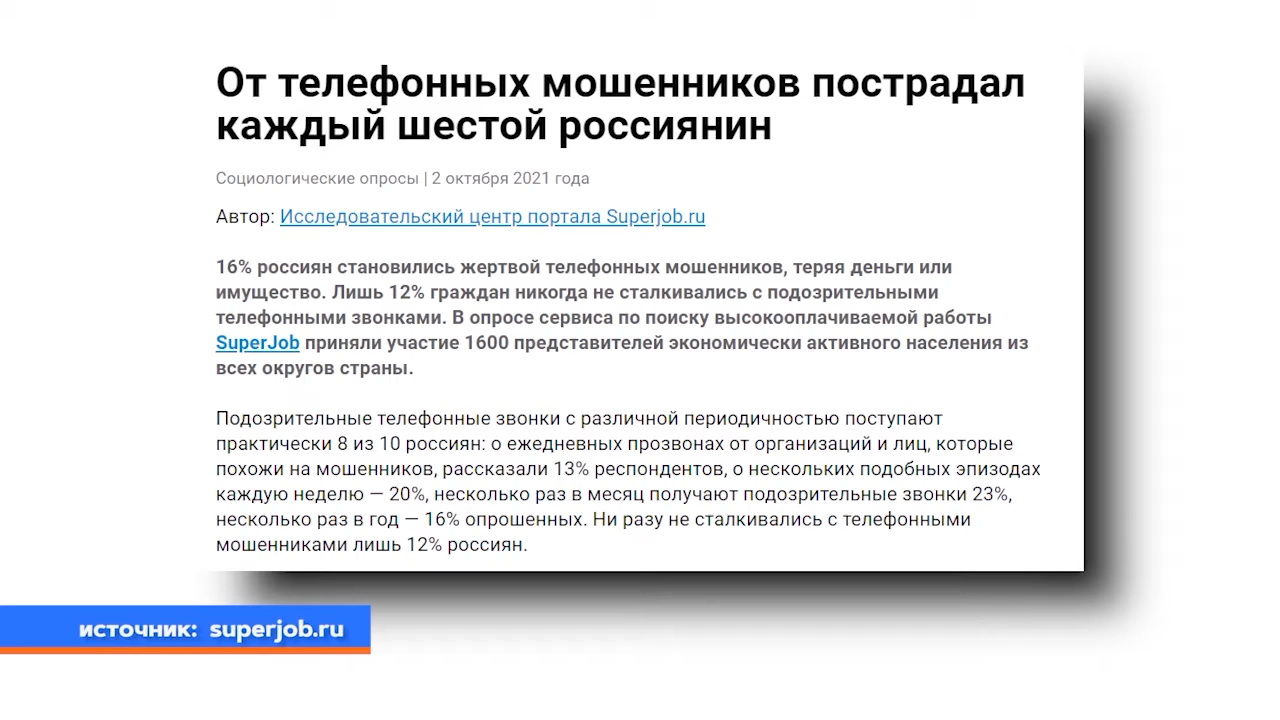 От телефонных мошенников пострадал
каждый шестой россиянин
Социологические опросы | 2 октября 2021 года
Автор: Исследовательский центр портала Superjob.ru
16% россиян становились жертвой телефонных мошенников, теряя деньги или
имущество. Лишь 12% граждан никогда не сталкивались с подозрительными
телефонными звонками. В опросе сервиса по поиску высокооплачиваемой работы
SuperJob приняли участие 1600 представителей экономически активного населения из
всех округов страны.
Подозрительные телефонные звонки с различной периодичностью поступают
практически 8 из 10 россиян: о ежедневных прозвонах от организаций и лиц, которые
похожи на мошенников, рассказали 13% респондентов, о нескольких подобных эпизодах
каждую неделю — 20%, несколько раз в месяц получают подозрительные звонки 23%,
несколько раз в год — 16% опрошенных. Ни разу не сталкивались с телефонными
мошенниками лишь 12% россиян.
источник: superjob.ru